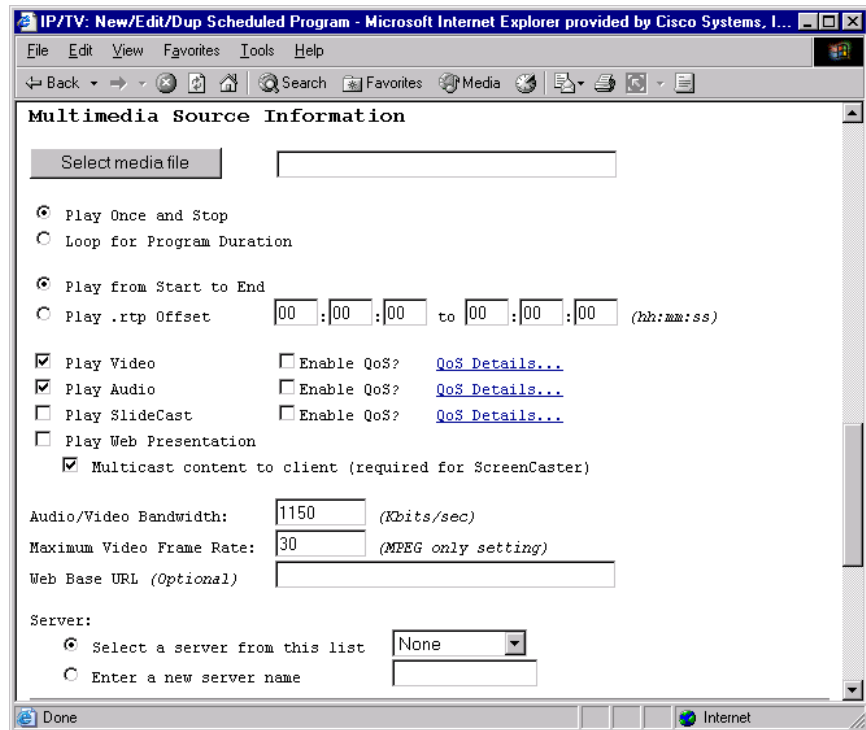 IP/TV: New/Edit/Dup Scheduled Program - Microsoft Internet Explorer provided by Cisco Systems, I...
File Edit View Favorites Tools Help
Back Search Favorites Media
Multimedia Source Information
Select media file
Play Once and Stop
Loop for Program Duration
Play from Start to End
Play .rtp Offset 00 : 00 : 00 to 00 : 00 : 00 (hh:mm:ss)
Play Video Enable QoS? QoS Details...
Play Audio Enable QoS? QoS Details...
Play SlideCast Enable QoS? QoS Details...
Play Web Presentation
Multicast content to client (required for ScreenCaster)
Audio/Video Bandwidth: 1150 (Kbits/sec)
Maximum Video Frame Rate: 30 (MPEG only setting)
Web Base URL (Optional)
Server:
Select a server from this list None
Enter a new server name
Done Internet